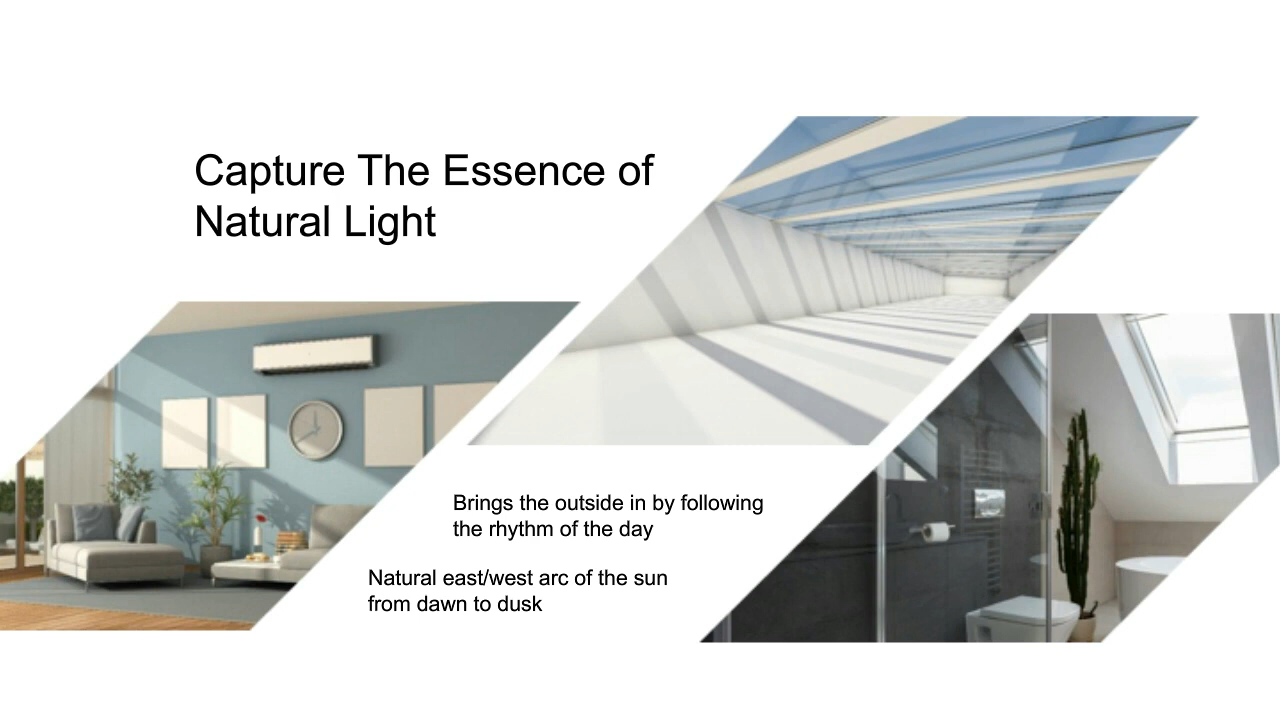 Capture The Essence of
Natural Light
Brings the outside in by following
the rhythm of the day
Natural east/west arc of the sun
from dawn to dusk